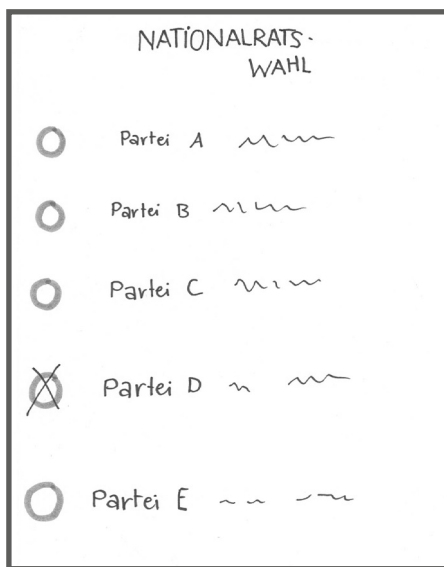 NATIONALRATS-
WAHL
Partei A
Partei B
Partei C
Partei D
Partei E